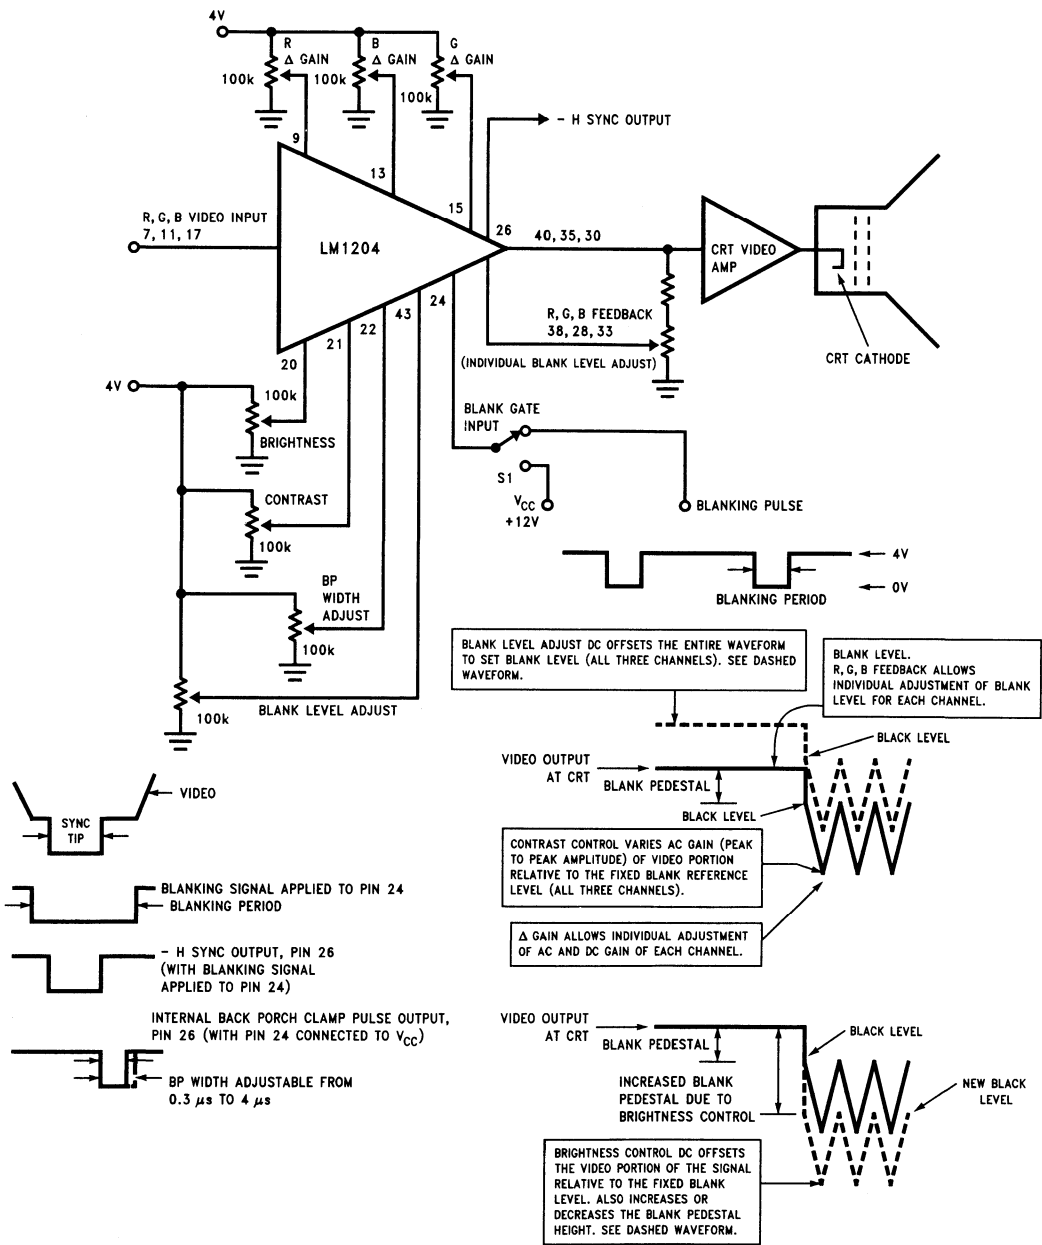 4V
R
Δ GAIN
B
Δ GAIN
G
Δ GAIN
100k
100k
100k
9
13
15
– H SYNC OUTPUT
R, G, B VIDEO INPUT
7, 11, 17
LM1204
26
40, 35, 30
CRT VIDEO
AMP
CRT CATHODE
R, G, B FEEDBACK
38, 28, 33
(INDIVIDUAL BLANK LEVEL ADJUST)
20
21
22
43
24
4V
100k
BRIGHTNESS
CONTRAST
100k
BP
WIDTH
ADJUST
100k
BLANK LEVEL ADJUST
100k
BLANK GATE
INPUT
S1
VCC
+12V
BLANKING PULSE
4V
0V
BLANKING PERIOD
BLANK LEVEL ADJUST DC OFFSETS THE ENTIRE WAVEFORM
TO SET BLANK LEVEL (ALL THREE CHANNELS). SEE DASHED
WAVEFORM.
BLANK LEVEL.
R, G, B FEEDBACK ALLOWS
INDIVIDUAL ADJUSTMENT OF BLANK
LEVEL FOR EACH CHANNEL.
BLACK LEVEL
VIDEO OUTPUT
AT CRT
BLANK PEDESTAL
BLACK LEVEL
CONTRAST CONTROL VARIES AC GAIN (PEAK
TO PEAK AMPLITUDE) OF VIDEO PORTION
RELATIVE TO THE FIXED BLANK REFERENCE
LEVEL (ALL THREE CHANNELS).
Δ GAIN ALLOWS INDIVIDUAL ADJUSTMENT
OF AC AND DC GAIN OF EACH CHANNEL.
VIDEO
SYNC
TIP
BLANKING SIGNAL APPLIED TO PIN 24
BLANKING PERIOD
– H SYNC OUTPUT, PIN 26
(WITH BLANKING SIGNAL
APPLIED TO PIN 24)
INTERNAL BACK PORCH CLAMP PULSE OUTPUT,
PIN 26 (WITH PIN 24 CONNECTED TO VCC)
BP WIDTH ADJUSTABLE FROM
0.3 μs TO 4 μs
VIDEO OUTPUT
AT CRT
BLANK PEDESTAL
BLACK LEVEL
INCREASED BLANK
PEDESTAL DUE TO
BRIGHTNESS CONTROL
NEW BLACK
LEVEL
BRIGHTNESS CONTROL DC OFFSETS
THE VIDEO PORTION OF THE SIGNAL
RELATIVE TO THE FIXED BLANK
LEVEL. ALSO INCREASES OR
DECREASES THE BLANK PEDESTAL
HEIGHT. SEE DASHED WAVEFORM.